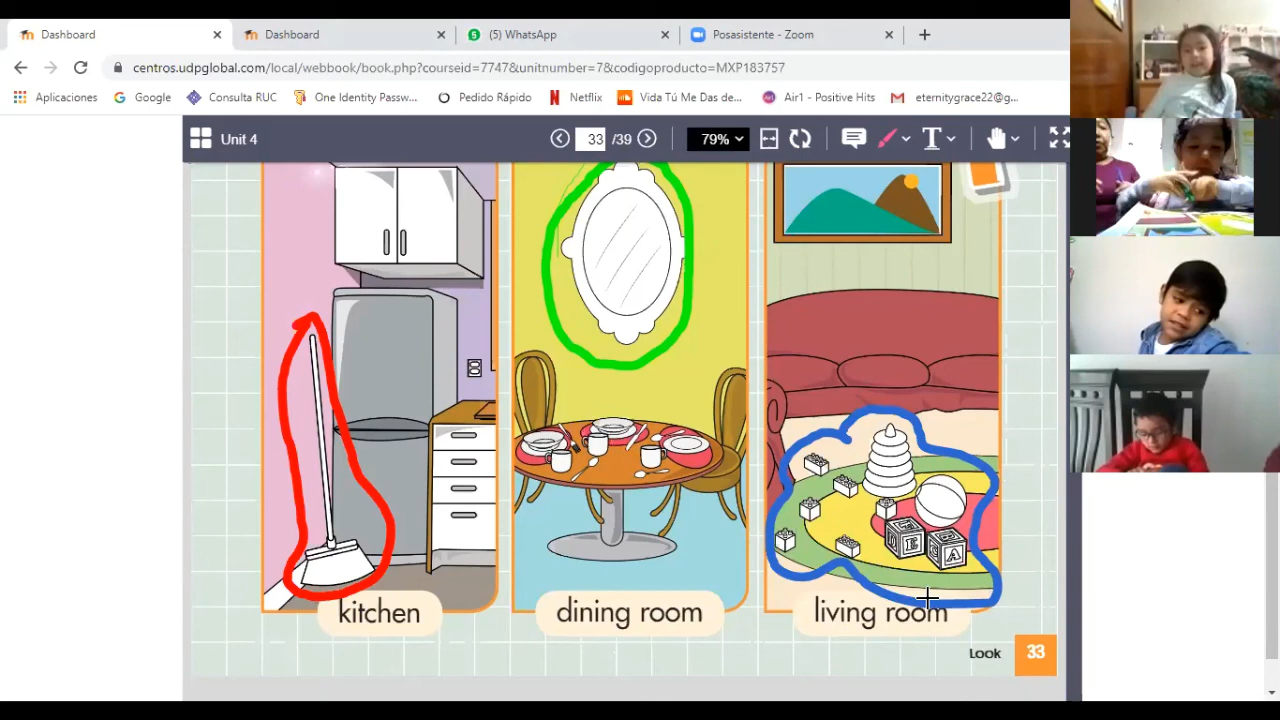 Dashboard
Dashboard
(5) WhatsApp
Posasistente - Zoom
centros.udpglobal.com/local/webbook/book.php?courseid=7747&unitnumber=7&codigoproducto=MXP183757
Aplicaciones
Google
Consulta RUC
One Identity Passw...
Pedido Rápido
Netflix
Vida Tú Me Das de...
Air1 - Positive Hits
eternitygrace22@g...
Unit 4
33 /39
79%
E
A
kitchen
dining room
living room
Look
33